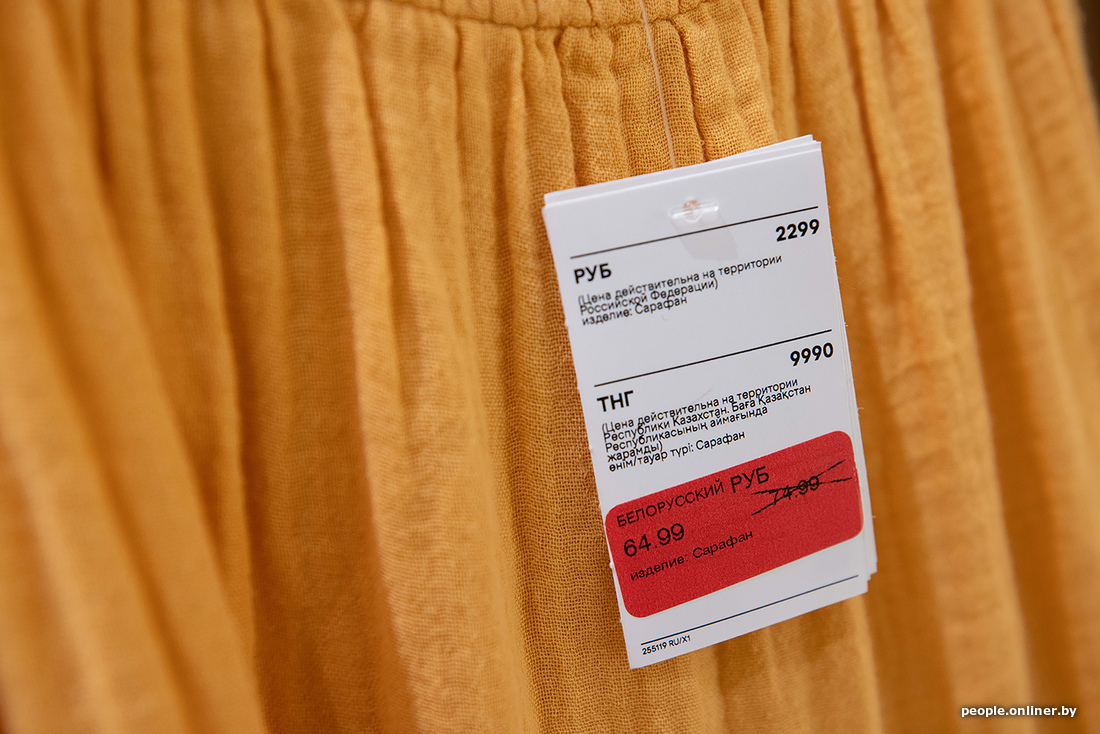 2299
РУБ
(Цена действительна на территории
Российской Федерации)
изделие: Сарафан
9990
ТНГ
(Цена действительна на территории
Республики Казахстан. Баға Қазақстан
Республикасының аймағында
жарамды)
өнім/тауар түрі: Сарафан
БЕЛОРУССКИЙ РУБ
74.99
64.99
изделие: Сарафан
255119 RU/X1
people.onliner.by